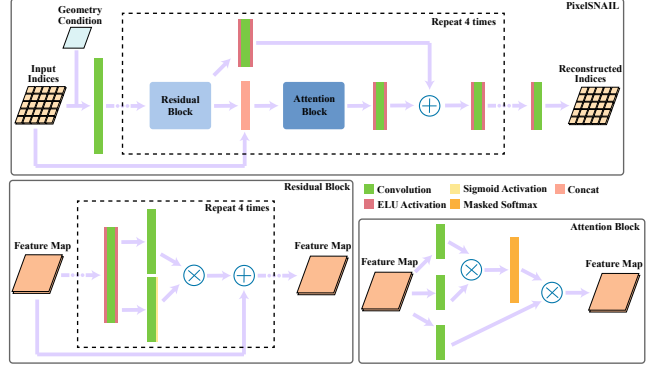 PixelSNAIL
Geometry
Condition
Repeat 4 times
Input
Indices
Reconstructed
Indices
Residual
Block
Attention
Block
Residual Block
Repeat 4 times
Feature Map
Feature Map
Convolution
Sigmoid Activation
Concat
ELU Activation
Masked Softmax
Attention Block
Feature Map
Feature Map